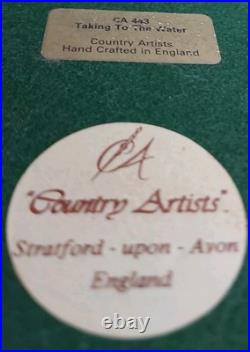 CA 443
Taking To The Water
Country Artists
Hand Crafted in England
CA
"Country Artists"
Stratford - upon - Avon
England